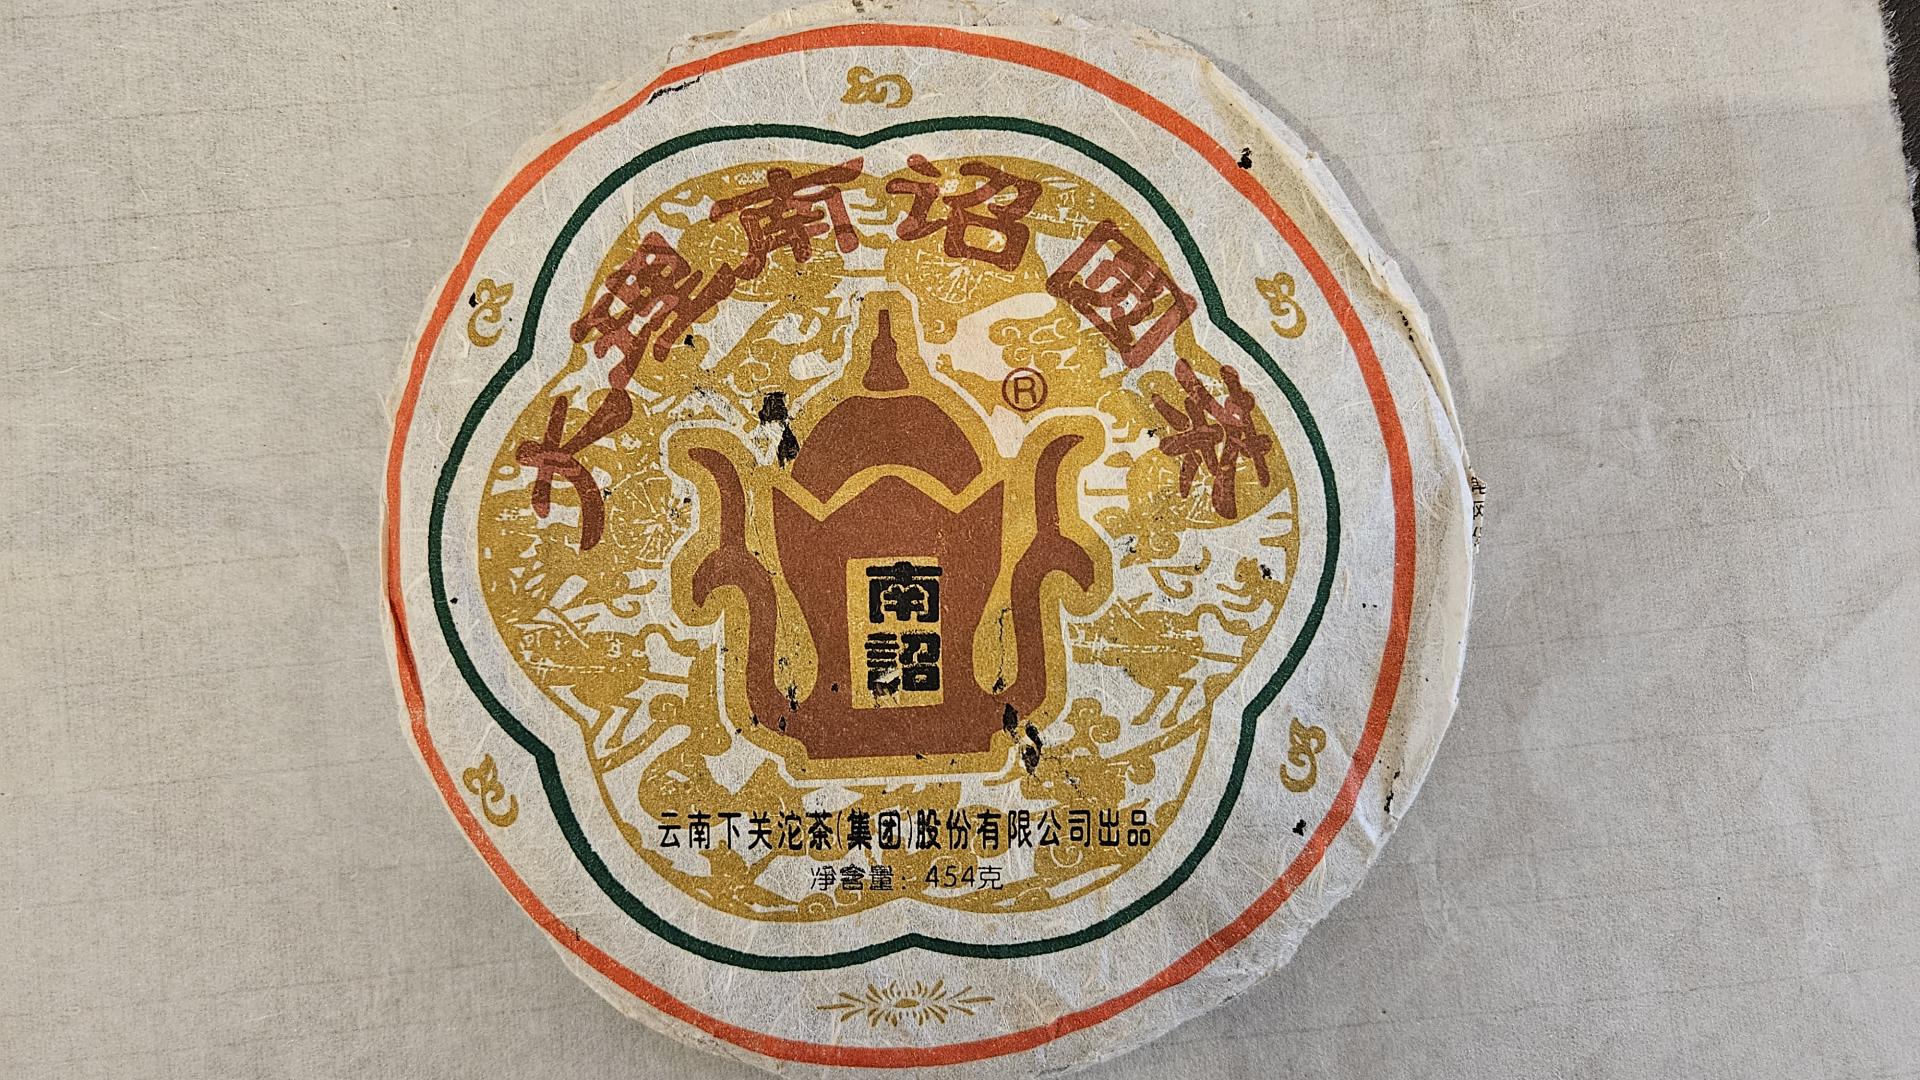 大理南诏圆茶
®
南
詔
云南下关沱茶(集团)股份有限公司出品
淨含量：454克